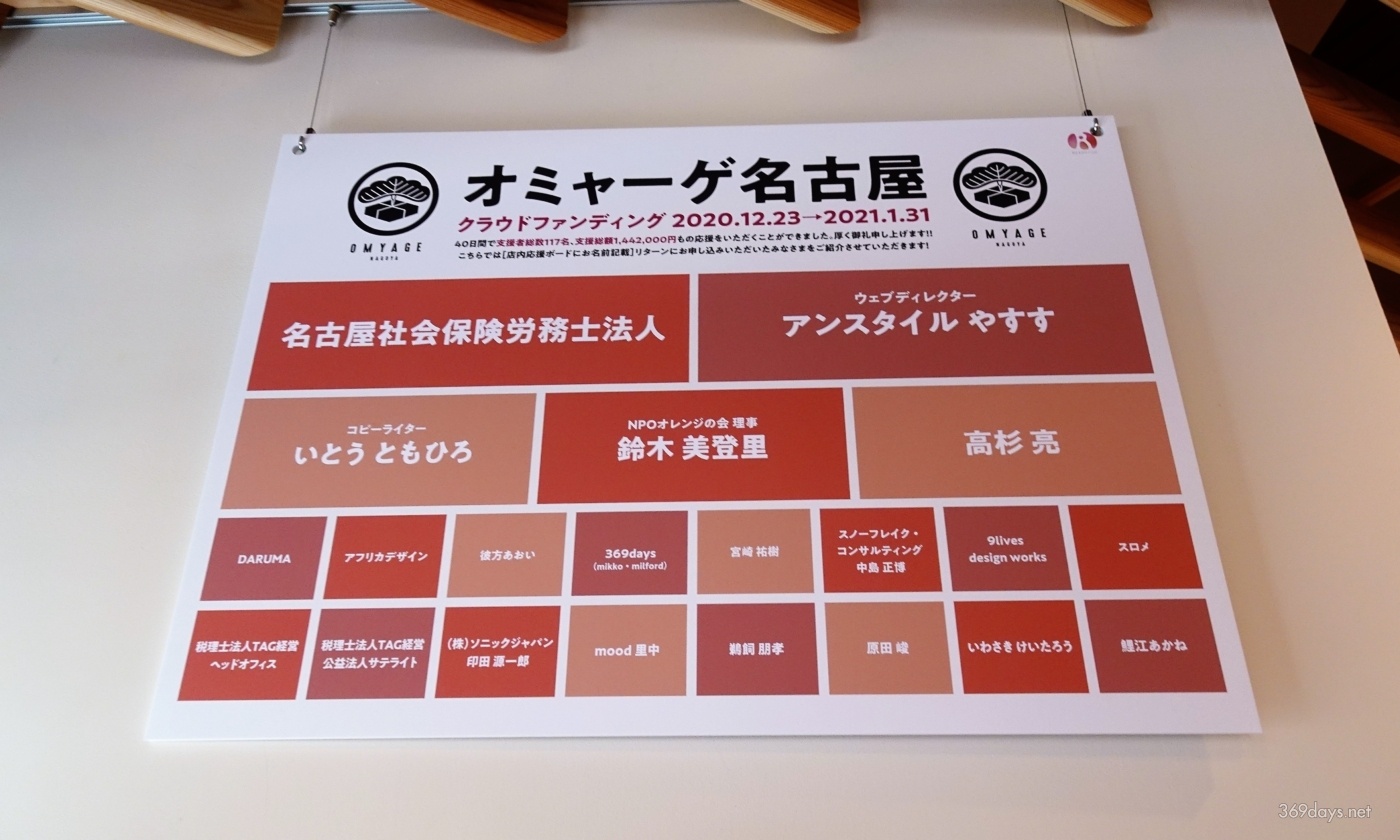 オミャーゲ名古屋
クラウドファンディング 2020.12.23→2021.1.31
40日間で支援者総数117名、支援総額1,442,000円もの応援をいただくことができました。厚く御礼申し上げます!!
こちらでは[店内応援ボードにお名前記載]リターンにお申し込みいただいたみなさまをご紹介させていただきます!
OMYAGE
NAGOYA
OMYAGE
NAGOYA
R
名古屋社会保険労務士法人
ウェブディレクター
アンスタイル やすす
コピーライター
いとう ともひろ
NPOオレンジの会 理事
鈴木 美登里
高杉 亮
DARUMA
アフリカデザイン
彼方あおい
369days
(mikko・milford)
宮崎 祐樹
スノーフレイク・
コンサルティング
中島 正博
9lives
design works
スロメ
税理士法人TAG経営
ヘッドオフィス
税理士法人TAG経営
公益法人サテライト
(株)ソニックジャパン
印田 源一郎
mood 里中
鵜飼 朋孝
原田 峻
いわさき けいたろう
鯉江あかね
369days.net